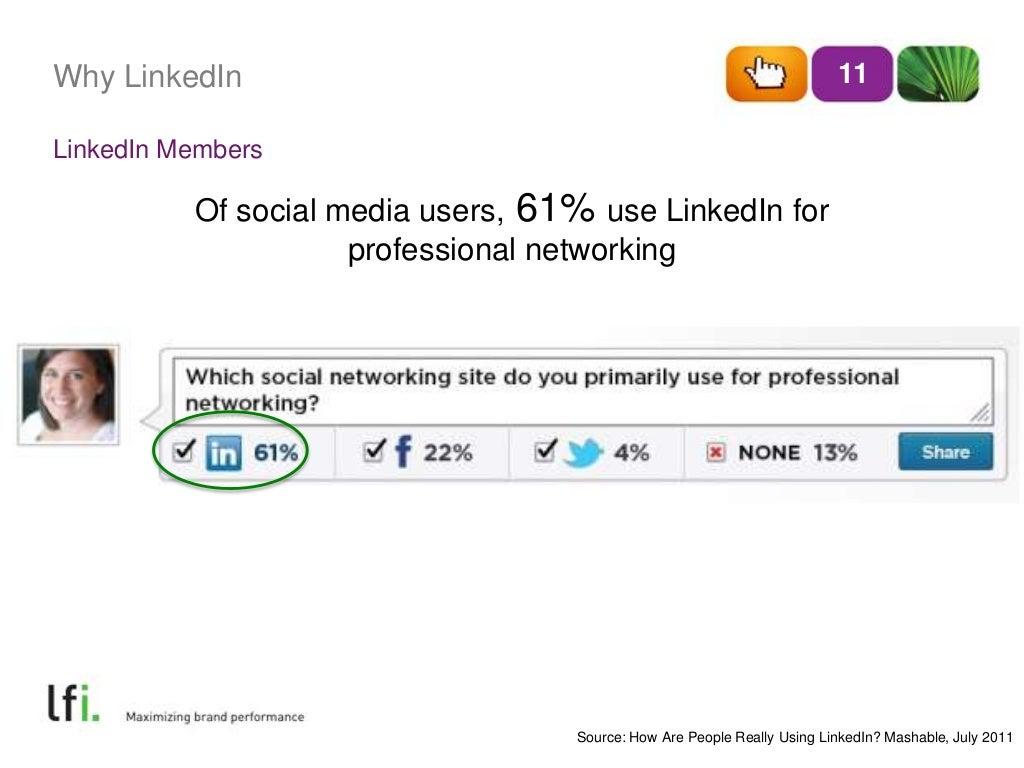 Why LinkedIn
11
LinkedIn Members
Of social media users, 61% use LinkedIn for
professional networking
Which social networking site do you primarily use for professional
networking?
in 61%
f 22%
4%
NONE 13%
Share
lfi. Maximizing brand performance
Source: How Are People Really Using LinkedIn? Mashable, July 2011